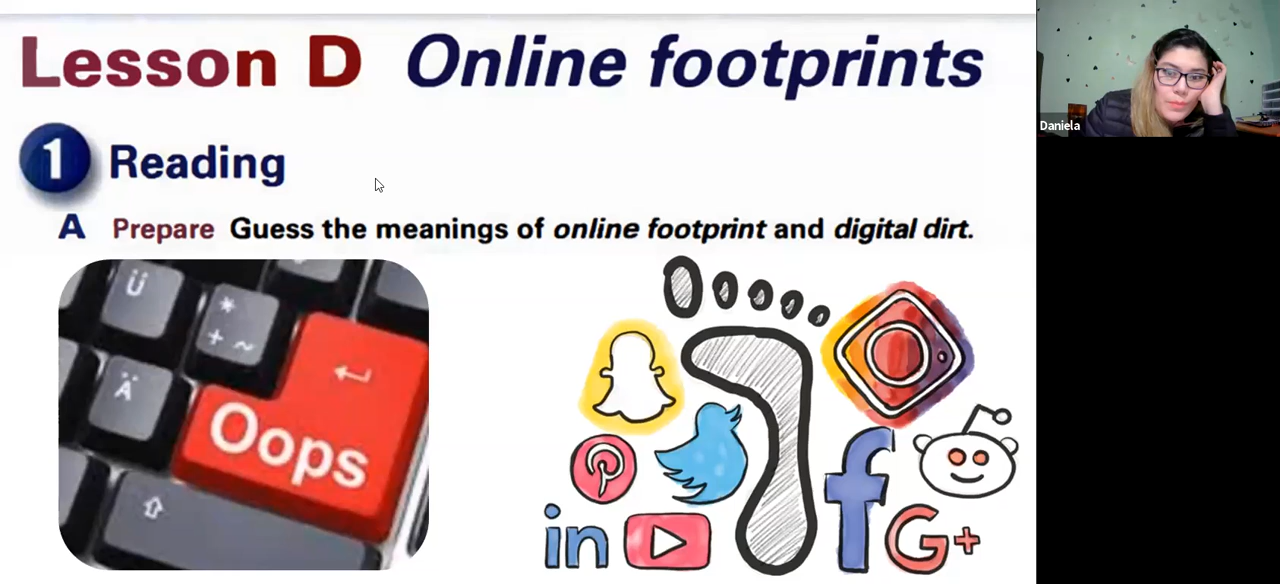 Lesson D Online footprints
1 Reading
A Prepare Guess the meanings of online footprint and digital dirt.
Ü
*
+ ~
Ä
Oops
in
f
G+
Daniela